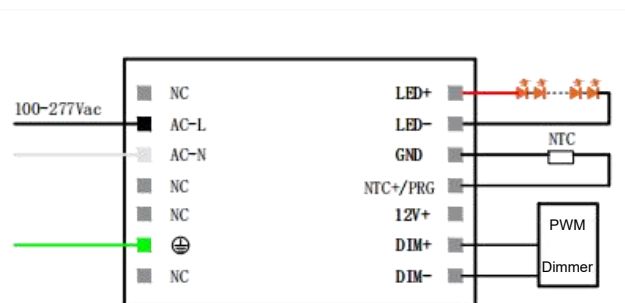 100-277Vac
NC
AC-L
AC-N
NC
NC
NC
LED+
LED-
GND
NTC+/PRG
12V+
DIM+
DIM-
NTC
PWM
Dimmer